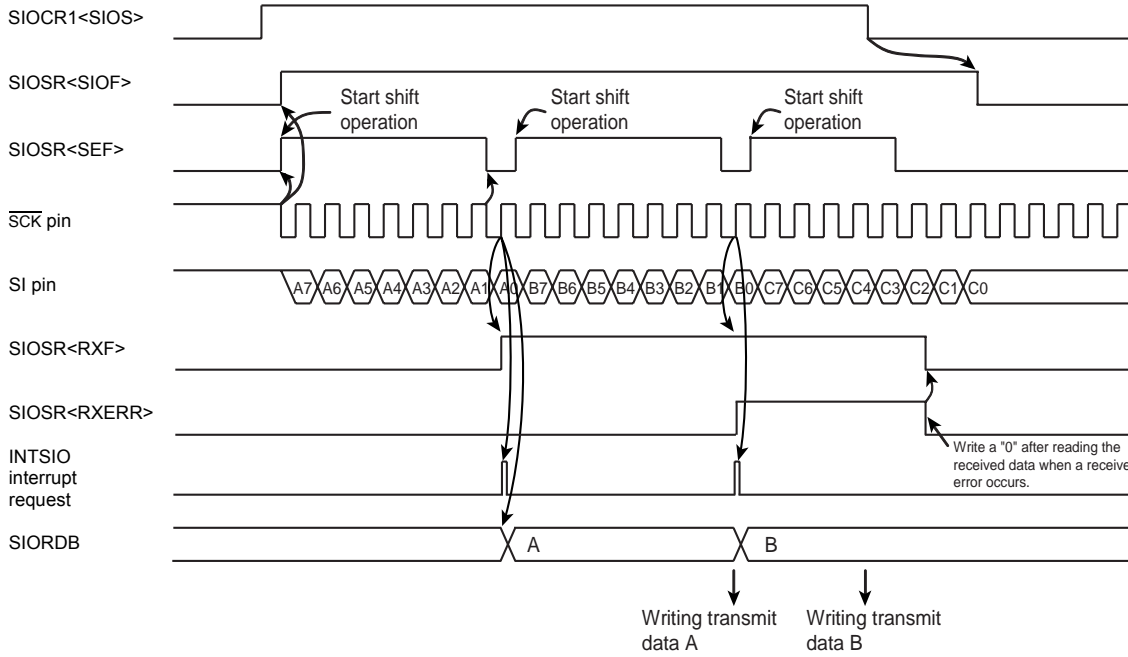 SIOCR1<SIOS>
SIOSR<SIOF>
Start shift
operation
Start shift
operation
Start shift
operation
SIOSR<SEF>
SCK pin
SI pin
A7 A6 A5 A4 A3 A2 A1 A0 B7 B6 B5 B4 B3 B2 B1 B0 C7 C6 C5 C4 C3 C2 C1 C0
SIOSR<RXF>
SIOSR<RXERR>
Write a "0" after reading the
received data when a receive
error occurs.
INTSIO
interrupt
request
SIORDB
A
B
Writing transmit
data A
Writing transmit
data B